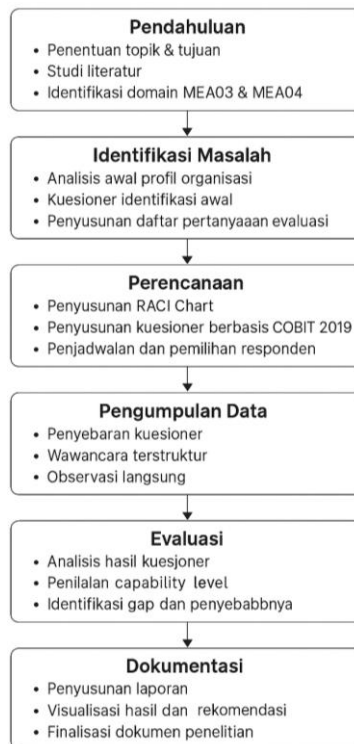 Pendahuluan
• Penentuan topik & tujuan
• Studi literatur
• Identifikasi domain MEA03 & MEA04
Identifikasi Masalah
• Analisis awal profil organisasi
• Kuesioner identifikasi awal
• Penyusunan daftar pertanyaaan evaluasi
Perencanaan
• Penyusunan RACI Chart
• Penyusunan kuesioner berbasis COBIT 2019
• Penjadwalan dan pemilihan responden
Pengumpulan Data
• Penyebaran kuesioner
• Wawancara terstruktur
• Observasi langsung
Evaluasi
• Analisis hasil kuesjoner
• Penilalan capability level
• Identifikasi gap dan penyebabbnya
Dokumentasi
• Penyusunan laporan
• Visualisasi hasil dan rekomendasi
• Finalisasi dokumen penelitian